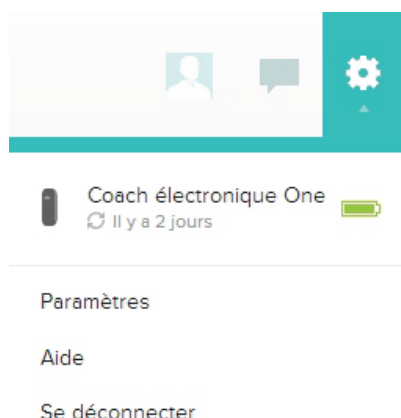 Coach électronique One
Il y a 2 jours
Paramètres
Aide
Se déconnecter